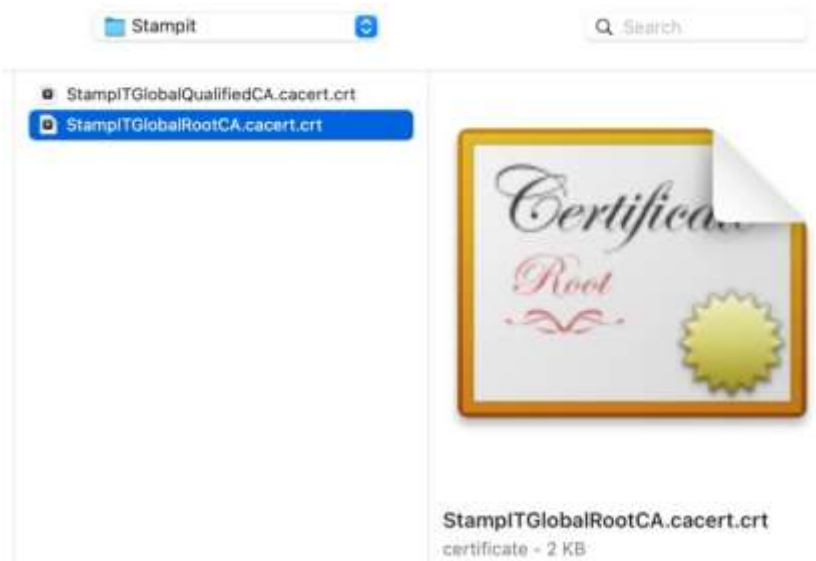 Stampit
Search
StampITGlobalQualifiedCA.cacert.crt
StampITGlobalRootCA.cacert.crt
Certificate
Root
StampITGlobalRootCA.cacert.crt
certificate - 2 KB